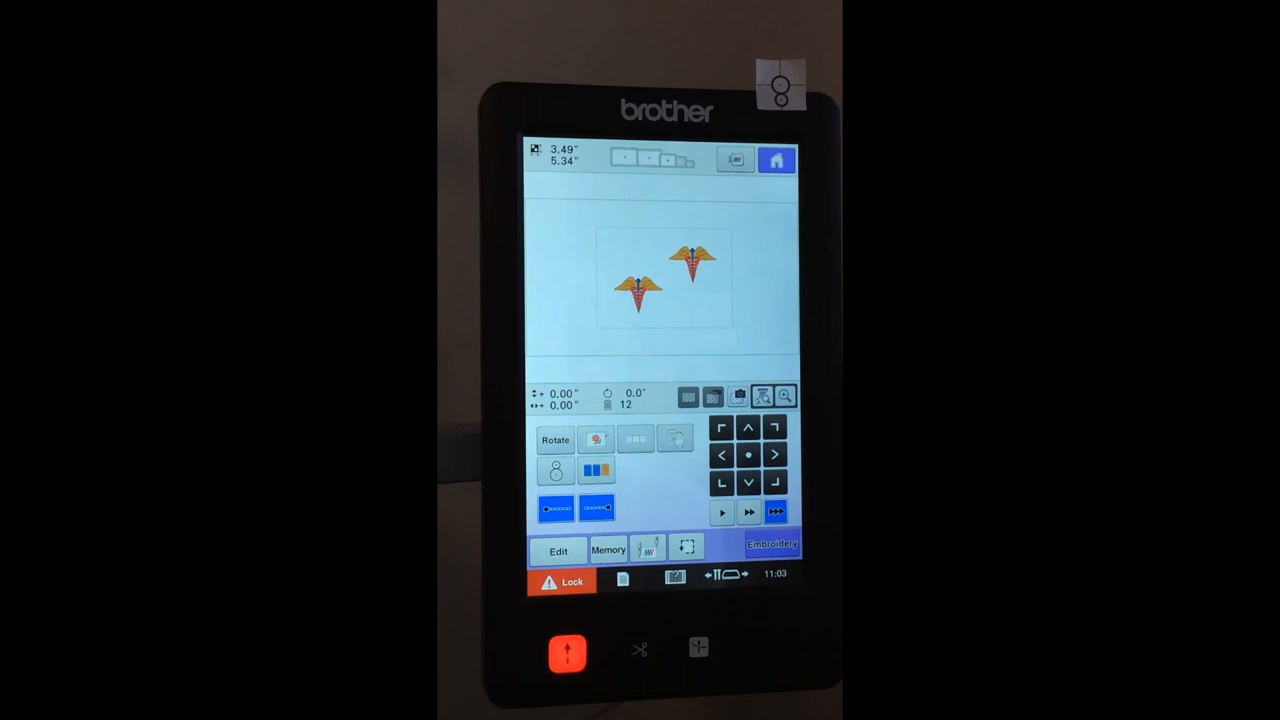 brother
3.49"
5.34"
+ 0.00" 0.0°
+ 0.00" 12
Rotate
Edit Memory Embroidery
Lock 11:03